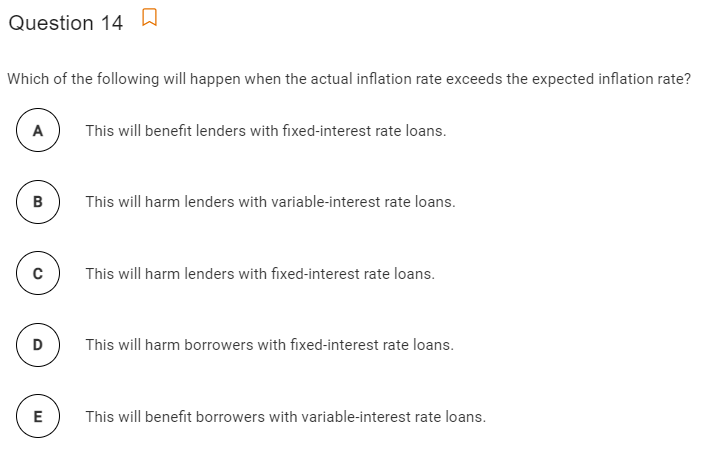 Question 14
Which of the following will happen when the actual inflation rate exceeds the expected inflation rate?
A This will benefit lenders with fixed-interest rate loans.
B This will harm lenders with variable-interest rate loans.
C This will harm lenders with fixed-interest rate loans.
D This will harm borrowers with fixed-interest rate loans.
E This will benefit borrowers with variable-interest rate loans.